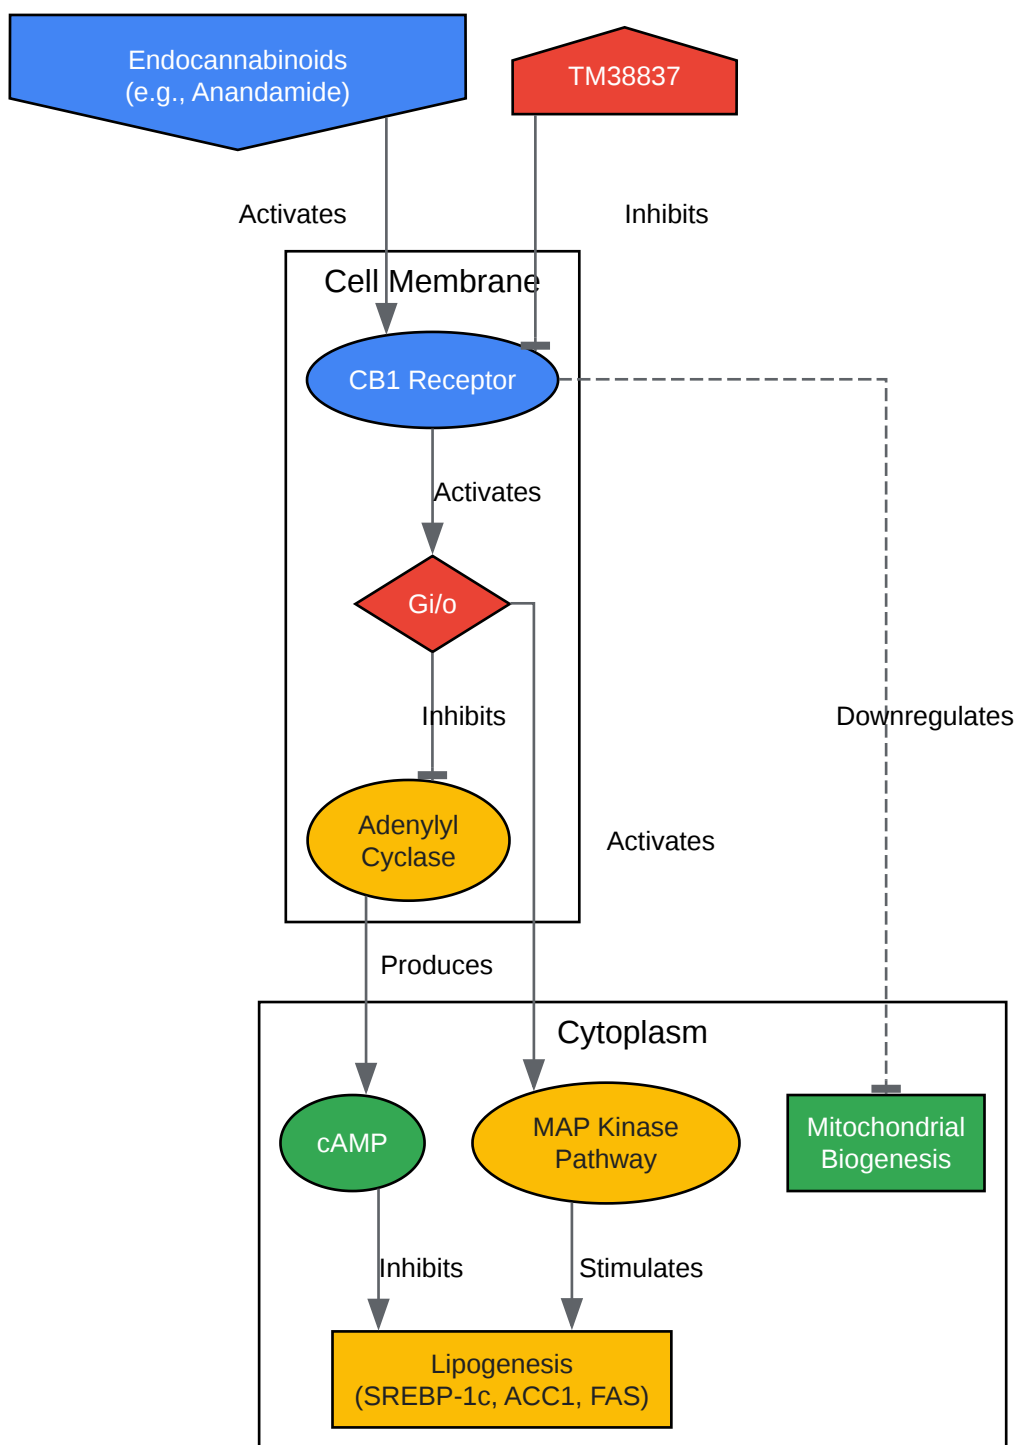 Endocannabinoids
(e.g., Anandamide)
TM38837
Activates
Inhibits
Cell Membrane
CB1 Receptor
Activates
Gi/o
Inhibits
Downregulates
Adenylyl
Cyclase
Activates
Produces
Cytoplasm
cAMP
MAP Kinase
Pathway
Mitochondrial
Biogenesis
Inhibits
Stimulates
Lipogenesis
(SREBP-1c, ACC1, FAS)